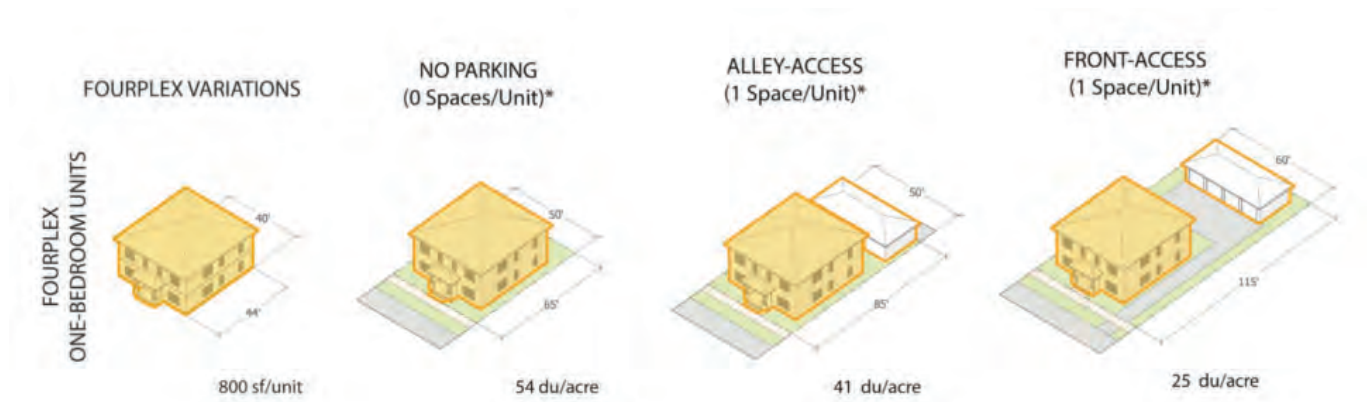 FOURPLEX VARIATIONS
NO PARKING
(0 Spaces/Unit)*
ALLEY-ACCESS
(1 Space/Unit)*
FRONT-ACCESS
(1 Space/Unit)*
FOURPLEX
ONE-BEDROOM UNITS
40'
44'
50'
65'
50'
85'
60'
115'
800 sf/unit
54 du/acre
41 du/acre
25 du/acre